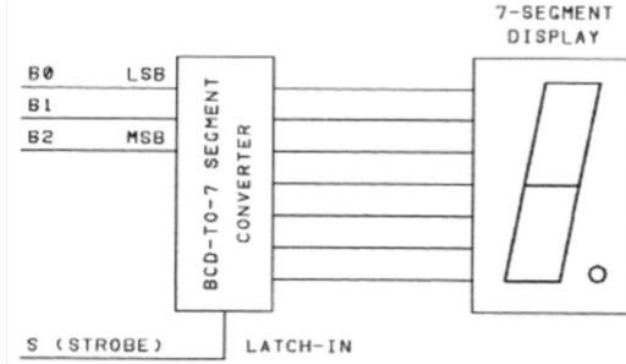 7-SEGMENT
DISPLAY
B0 LSB
B1
B2 MSB
BCD-TO-7 SEGMENT
CONVERTER
S (STROBE)
LATCH-IN